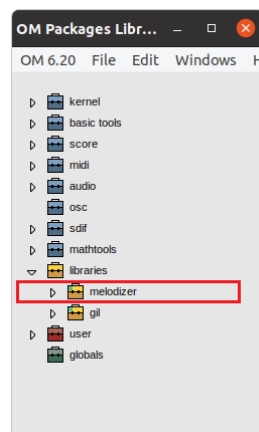 OM Packages Libr...
OM 6.20 File Edit Windows H
kernel
basic tools
score
midi
audio
osc
sdif
mathtools
libraries
melodizer
gil
user
globals